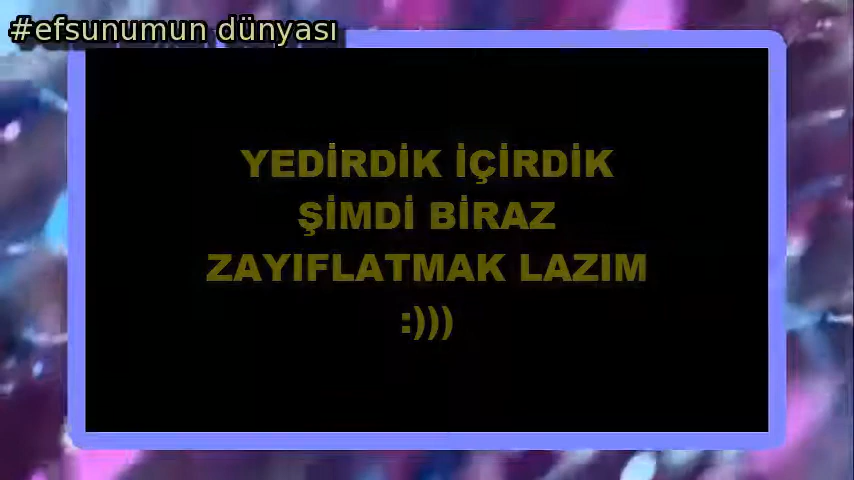 #efsunumun dünyası
YEDİRDİK İÇİRDİK
ŞİMDİ BİRAZ
ZAYIFLATMAK LAZIM
:)))